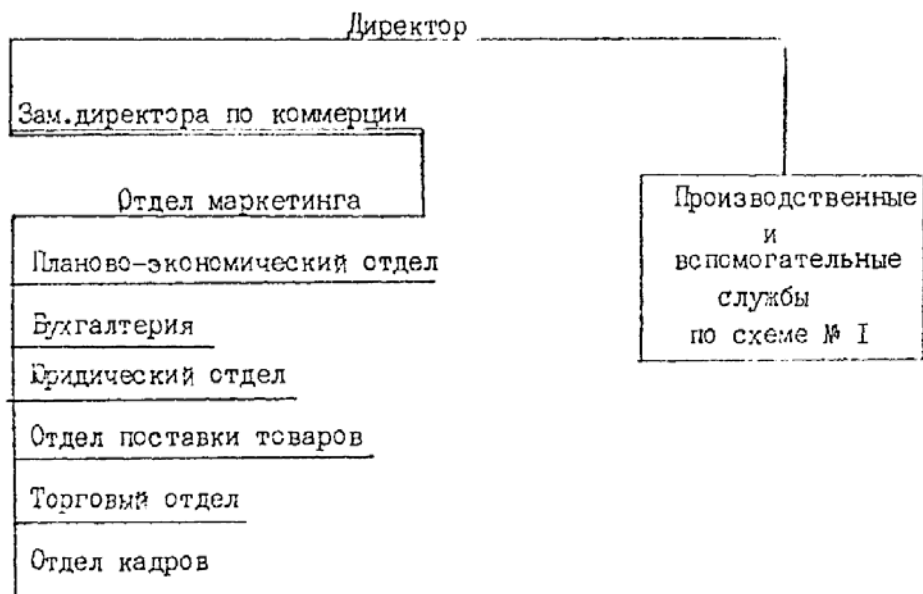 Директор
Зам.директора по коммерции
Отдел маркетинга
Планово-экономический отдел
Бухгалтерия
Юридический отдел
Отдел поставки товаров
Торговый отдел
Отдел кадров
Производственные
и
вспомогательные
службы
по схеме № I